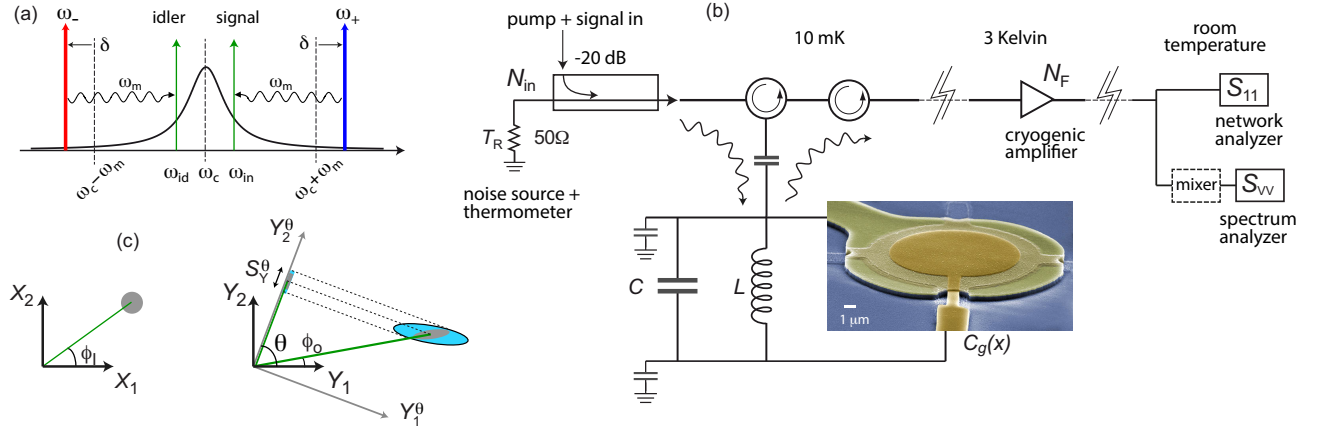 (a)
ω-
idler
signal
ω+
δ
δ
ωm
ωm
ωc-ωm
ωid
ωc
ωin
ωc+ωm
(b)
pump + signal in
-20 dB
10 mK
3 Kelvin
room
temperature
Nin
NF
S11
network
analyzer
TR
50Ω
cryogenic
amplifier
noise source +
thermometer
mixer
SVV
spectrum
analyzer
C
L
1 μm
Cg(x)
(c)
X2
ϕI
X1
Y2θ
SYθ
Y2
θ
ϕo
Y1
Y1θ